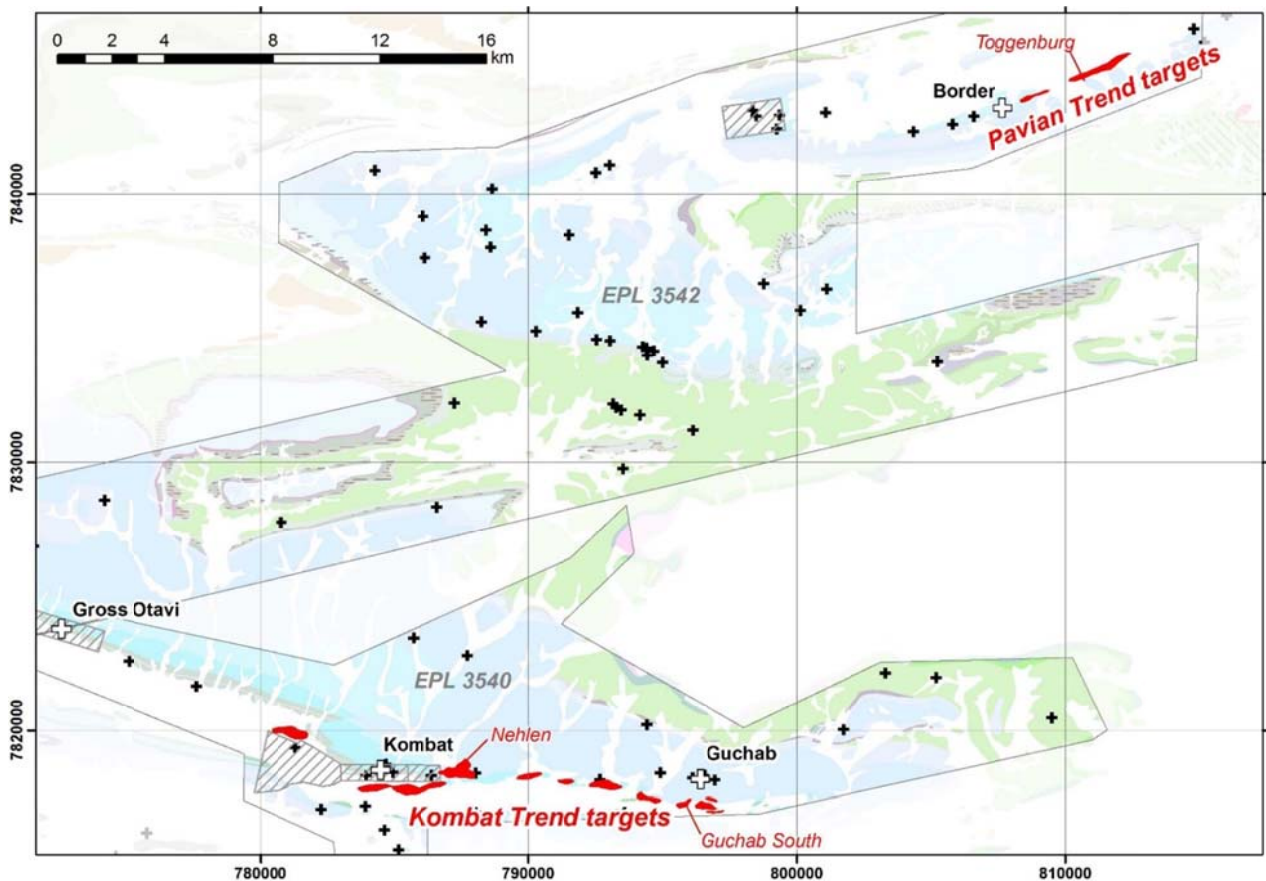 0 2 4 8 12 16
km
Toggenburg
Border
Pavian Trend targets
7840000
EPL 3542
7830000
Gross Otavi
EPL 3540
7820000
Kombat
Nehlen
Guchab
Kombat Trend targets
Guchab South
780000 790000 800000 810000